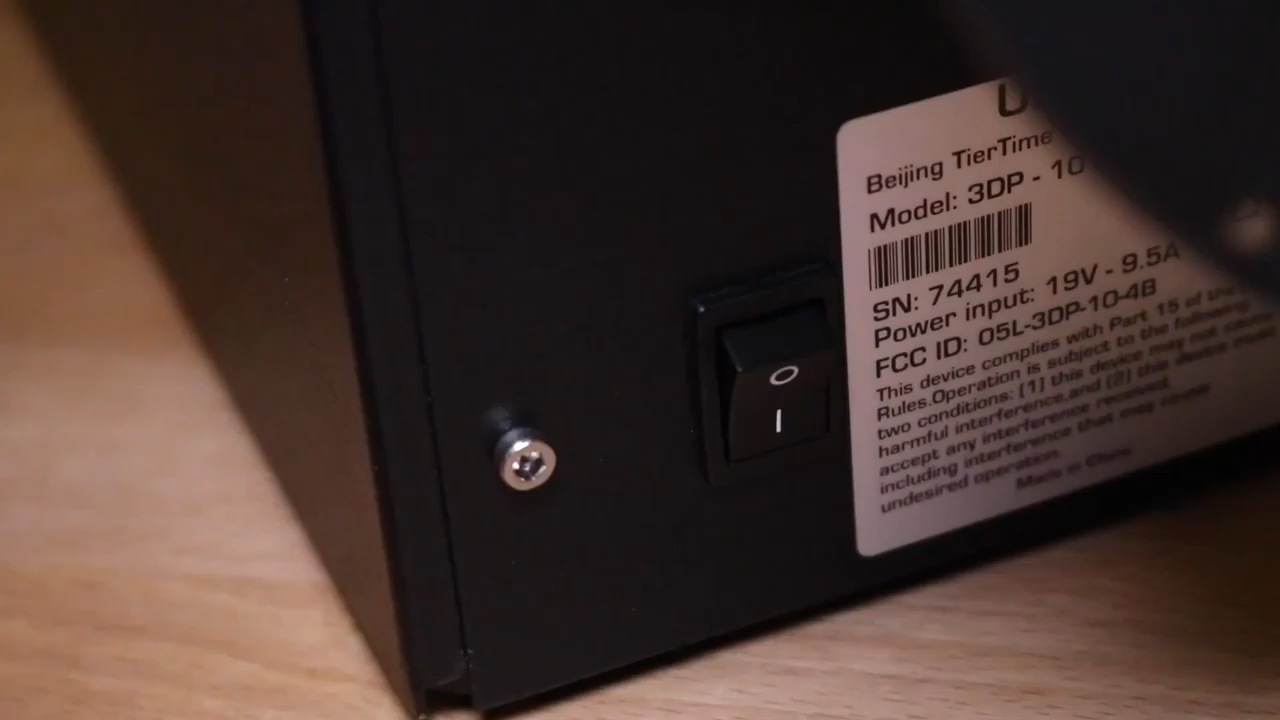 U
Beijing TierTime
Model: 3DP - 10
SN: 74415
Power input: 19V - 9.5A
FCC ID: O5L-3DP-10-4B
This device complies with Part 15 of the
Rules.Operation is subject to the following
two conditions: [1] this device may not cause
harmful interference,and [2] this device must
accept any interference received,
including interference that may cause
undesired operation.
Made in China
O
I